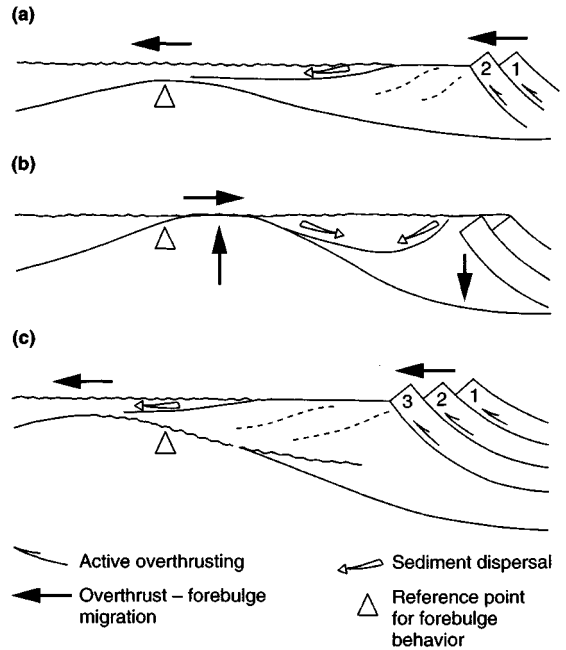 (a)
2 1
(b)
(c)
3 2 1
Active overthrusting
Overthrust – forebulge
migration
Sediment dispersal
Reference point
for forebulge
behavior